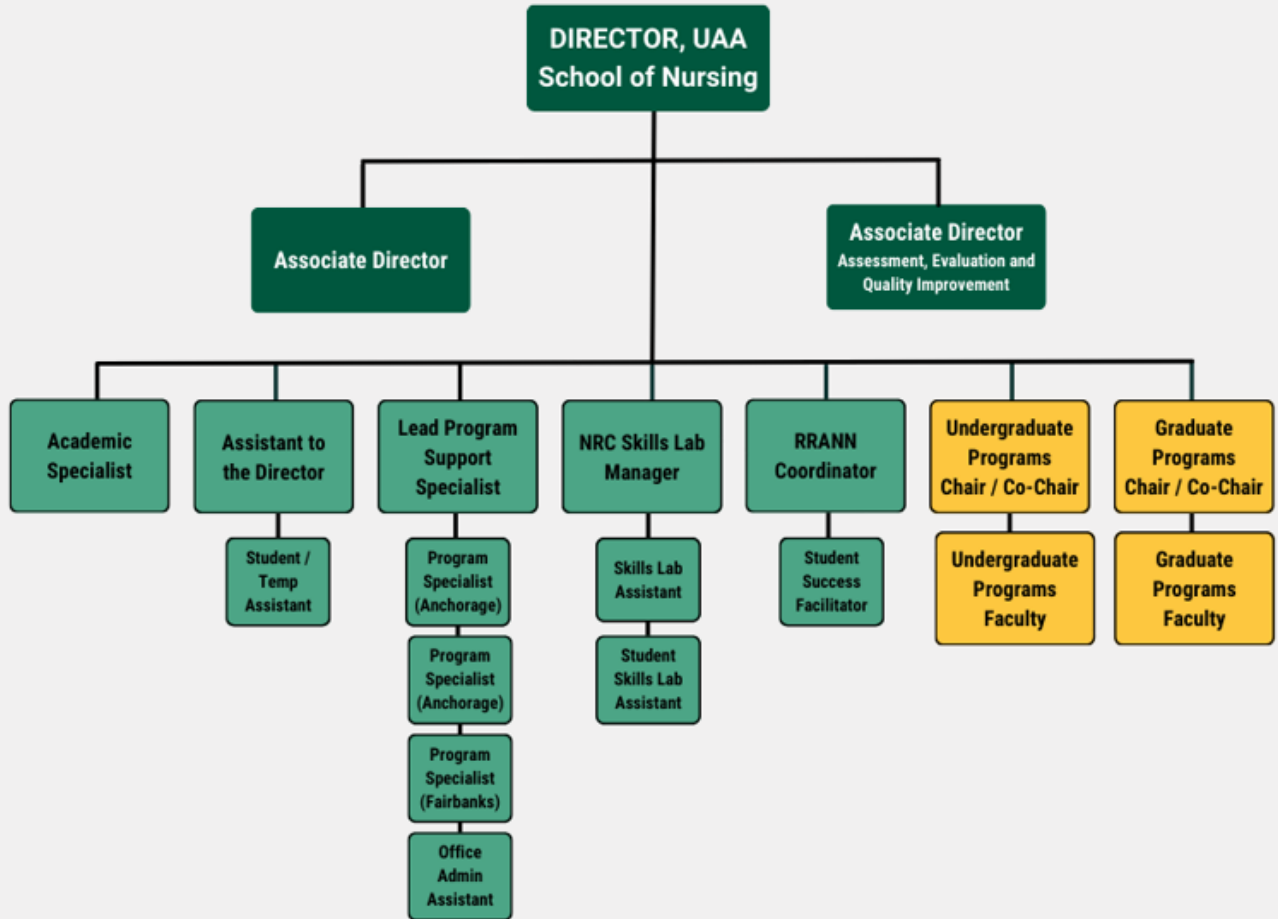 DIRECTOR, UAA
School of Nursing
Associate Director
Associate Director
Assessment, Evaluation and
Quality Improvement
Academic
Specialist
Assistant to
the Director
Lead Program
Support
Specialist
NRC Skills Lab
Manager
RRANN
Coordinator
Undergraduate
Programs
Chair / Co-Chair
Graduate
Programs
Chair / Co-Chair
Student /
Temp
Assistant
Program
Specialist
(Anchorage)
Skills Lab
Assistant
Student
Success
Facilitator
Undergraduate
Programs
Faculty
Graduate
Programs
Faculty
Program
Specialist
(Anchorage)
Student
Skills Lab
Assistant
Program
Specialist
(Fairbanks)
Office
Admin
Assistant